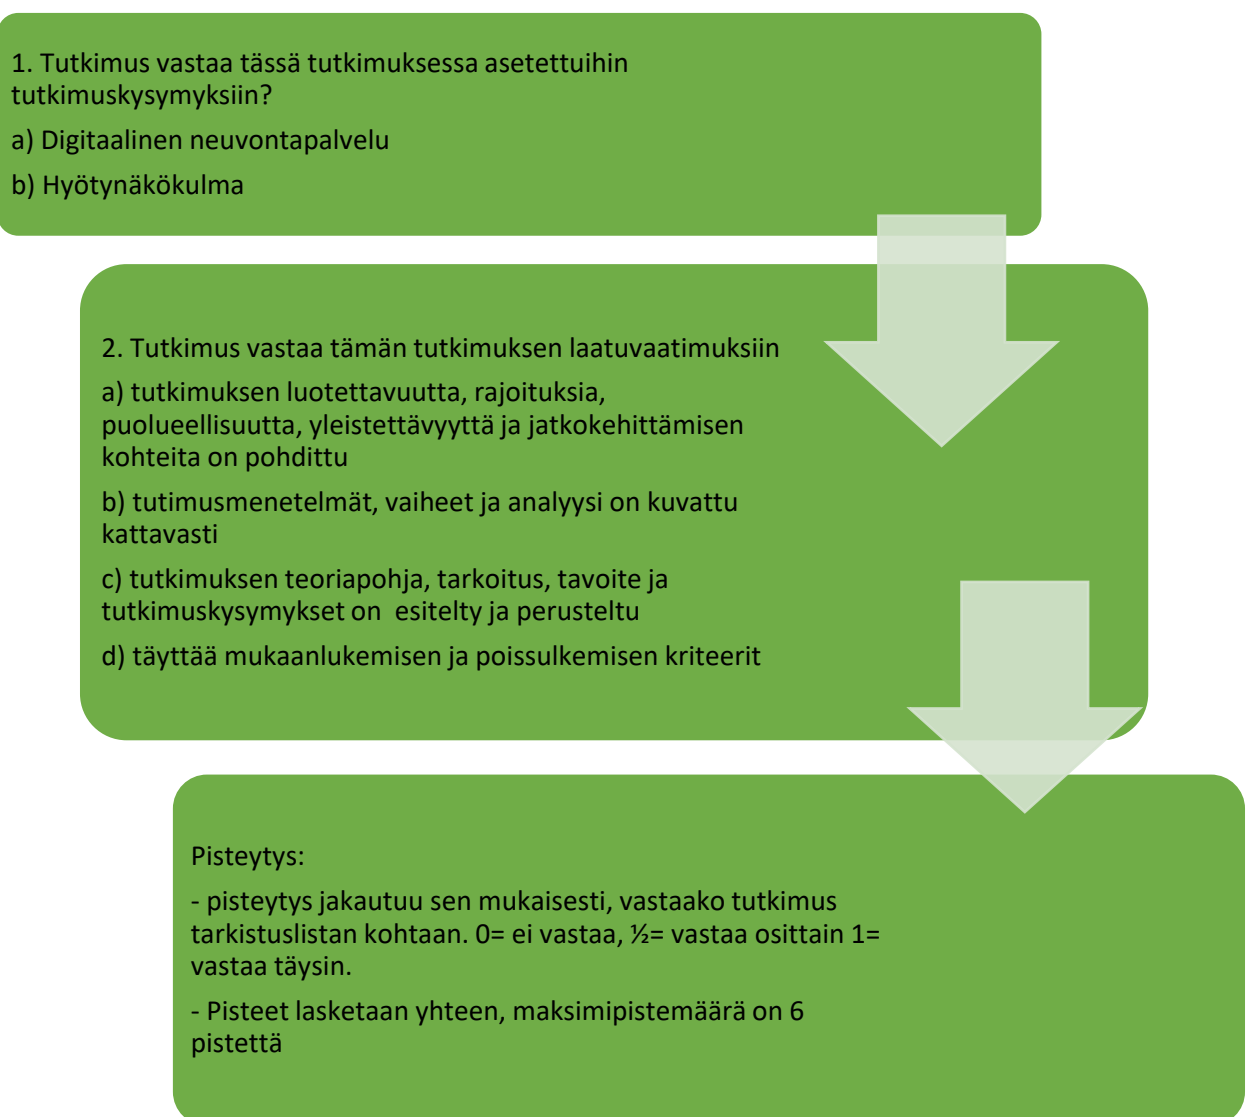 1. Tutkimus vastaa tässä tutkimuksessa asetettuihin
tutkimuskysymyksiin?
a) Digitaalinen neuvontapalvelu
b) Hyötynäkökulma
2. Tutkimus vastaa tämän tutkimuksen laatuvaatimuksiin
a) tutkimuksen luotettavuutta, rajoituksia,
puolueellisuutta, yleistettävyyttä ja jatkokehittämisen
kohteita on pohdittu
b) tutimusmenetelmät, vaiheet ja analyysi on kuvattu
kattavasti
c) tutkimuksen teoriapohja, tarkoitus, tavoite ja
tutkimuskysymykset on  esitelty ja perusteltu
d) täyttää mukaanlukemisen ja poissulkemisen kriteerit
Pisteytys:
- pisteytys jakautuu sen mukaisesti, vastaako tutkimus
tarkistuslistan kohtaan. 0= ei vastaa, ½= vastaa osittain 1=
vastaa täysin.
- Pisteet lasketaan yhteen, maksimipistemäärä on 6
pistettä